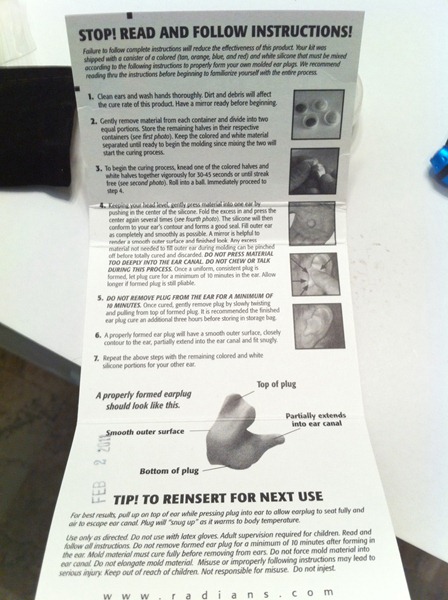 STOP! READ AND FOLLOW INSTRUCTIONS!
Failure to follow complete instructions will reduce the effectiveness of this product. Your kit was
shipped with a canister of a colored (tan, orange, blue, and red) and white silicone that must be mixed
according to the following instructions to properly form your own molded ear plugs. We recommend
reading thru the instructions before beginning to familiarize yourself with the entire process.
1. Clean ears and wash hands thoroughly. Dirt and debris will affect
the cure rate of this product. Have a mirror ready before beginning.
2. Gently remove material from each container and divide into two
equal portions. Store the remaining halves in their respective
containers (see first photo). Keep the colored and white material
separated until ready to begin the molding since mixing the two will
start the curing process.
3. To begin the curing process, knead one of the colored halves and
white halves together vigorously for 30-45 seconds or until streak
free (see second photo). Roll into a ball. Immediately proceed to
step 4.
4. Keeping your head level, gently press material into one ear by
pushing in the center of the silicone. Fold the excess in and press the
center again several times (see fourth photo). The silicone will then
conform to your ear's contour and forms a good seal. Fill outer ear
as completely and smoothly as possible. A mirror is helpful to
render a smooth outer surface and finished look. Any excess
material not needed to fill outer ear during molding can be pinched
off before totally cured and discarded. DO NOT PRESS MATERIAL
TOO DEEPLY INTO THE EAR CANAL. DO NOT CHEW OR TALK
DURING THIS PROCESS. Once a uniform, consistent plug is
formed, let plug cure for a minimum of 10 minutes in the ear. Allow
longer if formed plug is still pliable.
5. DO NOT REMOVE PLUG FROM THE EAR FOR A MINIMUM OF
10 MINUTES. Once cured, gently remove plug by slowly twisting
and pulling from top of formed plug. It is recommended the finished
ear plug cure an additional three hours before storing in storage bag.
6. A properly formed ear plug will have a smooth outer surface, closely
contour to the ear, partially extend into the ear canal and fit snugly.
7. Repeat the above steps with the remaining colored and white
silicone portions for your other ear.
A properly formed earplug
should look like this.
Top of plug
Partially extends
into ear canal
Smooth outer surface
Bottom of plug
FEB 2 2011
TIP! TO REINSERT FOR NEXT USE
For best results, pull up on top of ear while pressing plug into ear to allow earplug to seat fully and
air to escape ear canal. Plug will "snug up" as it warms to body temperature.
Use only as directed. Do not use with latex gloves. Adult supervision required for children. Read and
follow all instructions. Do not remove formed ear plug for a minimum of 10 minutes after forming in
the ear. Mold material must cure fully before removing from ears. Do not force mold material into
ear canal. Do not elongate mold material. Misuse or improperly following instructions may lead to
serious injury. Keep out of reach of children. Not responsible for misuse. Do not injest.
www.radians.com